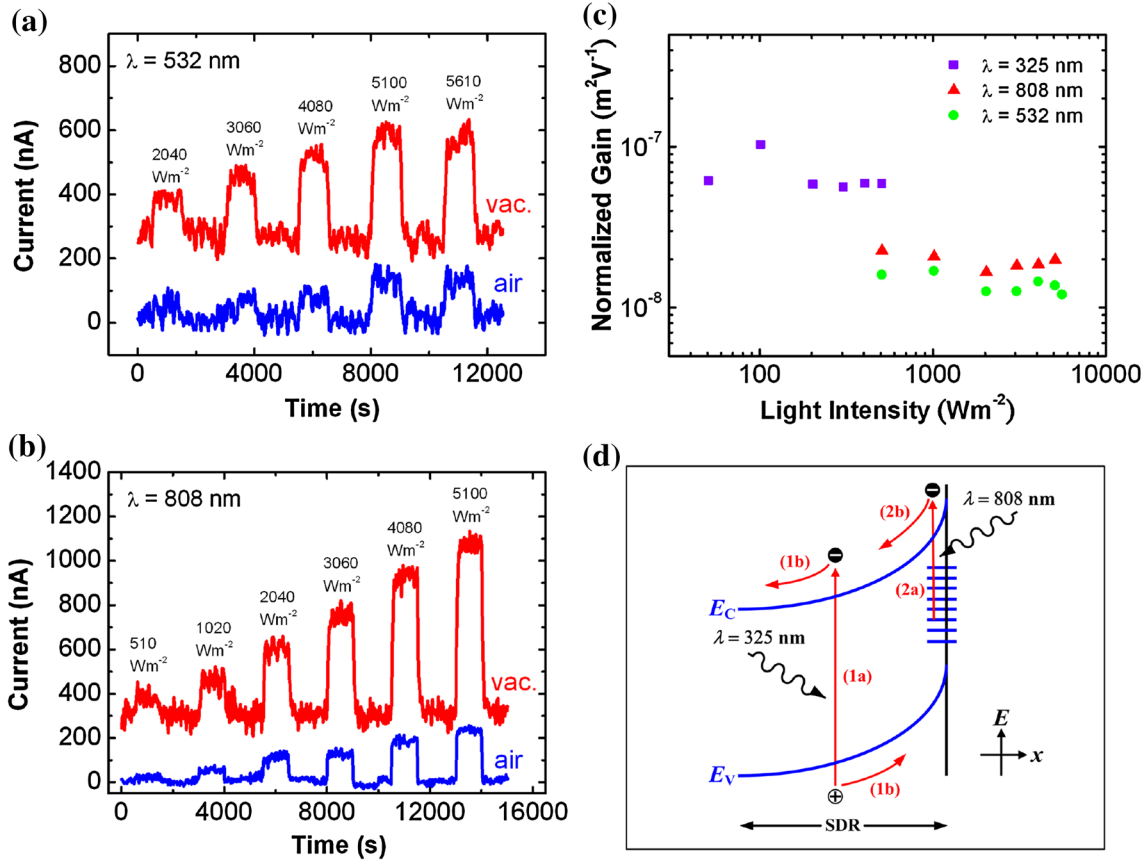 (a)
λ = 532 nm
Current (nA)
800
600
400
200
0
2040
Wm-2
3060
Wm-2
4080
Wm-2
5100
Wm-2
5610
Wm-2
vac.
air
0
4000
8000
12000
Time (s)
(b)
λ = 808 nm
Current (nA)
1400
1200
1000
800
600
400
200
0
510
Wm-2
1020
Wm-2
2040
Wm-2
3060
Wm-2
4080
Wm-2
5100
Wm-2
vac.
air
0
4000
8000
12000
16000
Time (s)
(c)
Normalized Gain (m2V-1)
10-7
10-8
λ = 325 nm
λ = 808 nm
λ = 532 nm
100
1000
10000
Light Intensity (Wm-2)
(d)
λ = 808 nm
(2b)
(1b)
(2a)
EC
λ = 325 nm
(1a)
EV
(1b)
E
x
SDR